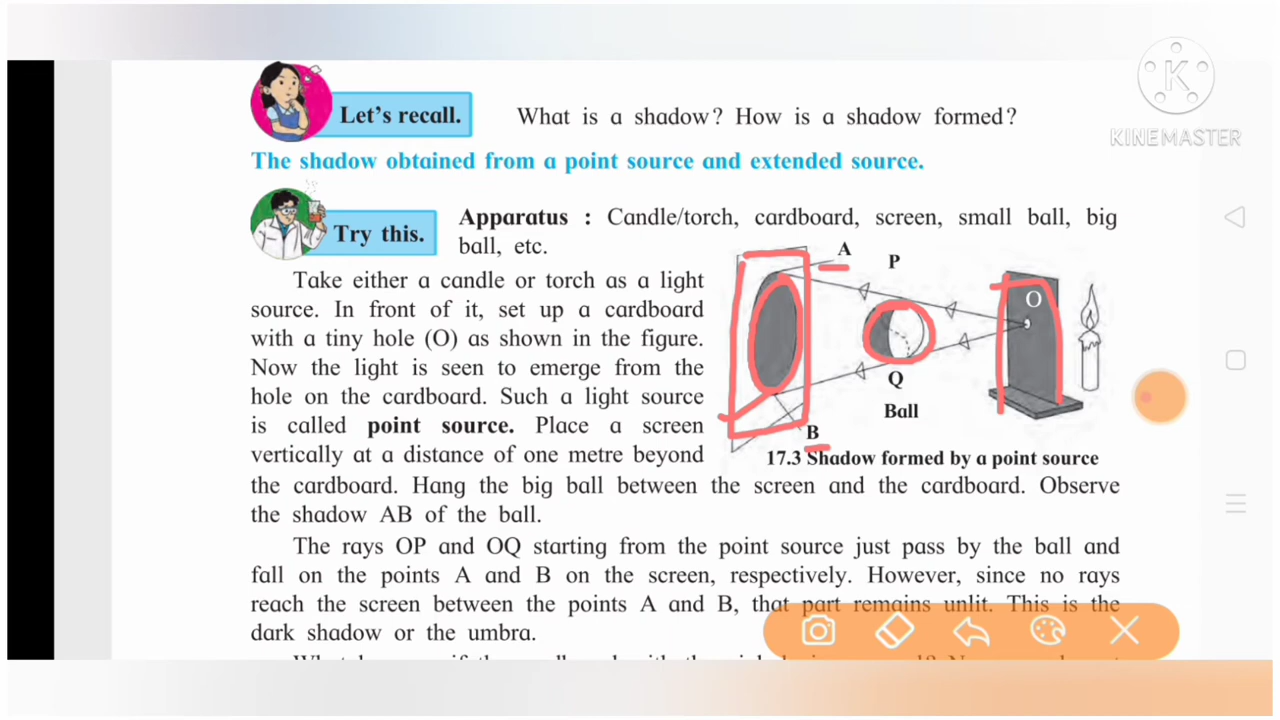 Let's recall. What is a shadow? How is a shadow formed?
The shadow obtained from a point source and extended source.
Try this. Apparatus : Candle/torch, cardboard, screen, small ball, big
ball, etc.
Take either a candle or torch as a light
source. In front of it, set up a cardboard
with a tiny hole (O) as shown in the figure.
Now the light is seen to emerge from the
hole on the cardboard. Such a light source
is called point source. Place a screen
vertically at a distance of one metre beyond
the cardboard. Hang the big ball between the screen and the cardboard. Observe
the shadow AB of the ball.
The rays OP and OQ starting from the point source just pass by the ball and
fall on the points A and B on the screen, respectively. However, since no rays
reach the screen between the points A and B, that part remains unlit. This is the
dark shadow or the umbra.
A
P
O
Q
Ball
B
17.3 Shadow formed by a point source
K
KINEMASTER